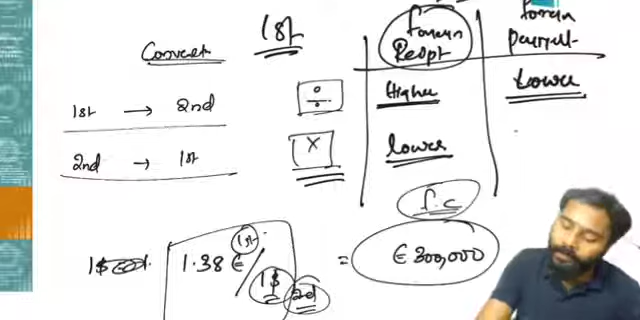 1st
foreign Recpt
foreign Payment
Convert
1st → 2nd
÷
Higher
Lower
2nd → 1st
X
lower
f.c
1.38 € / 1$ = € 300,000
1st
2d